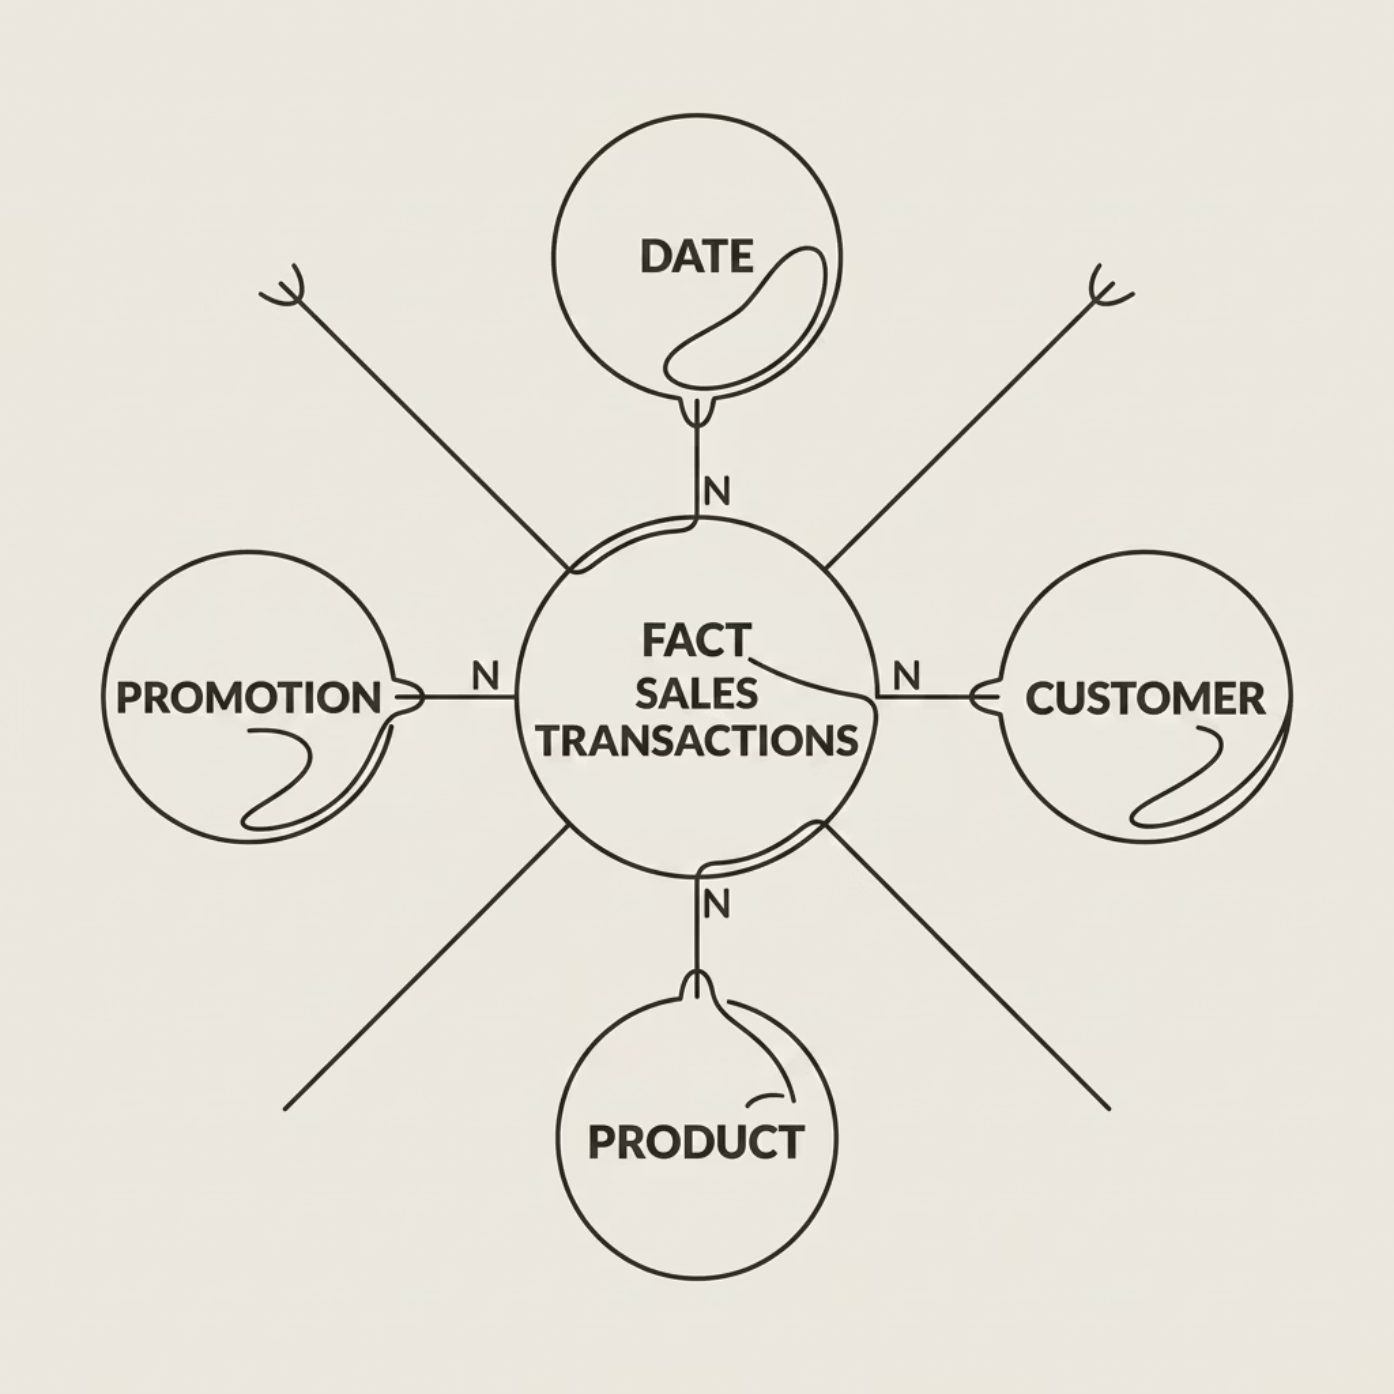 DATE
N
PROMOTION
N
FACT
SALES
TRANSACTIONS
N
CUSTOMER
N
PRODUCT